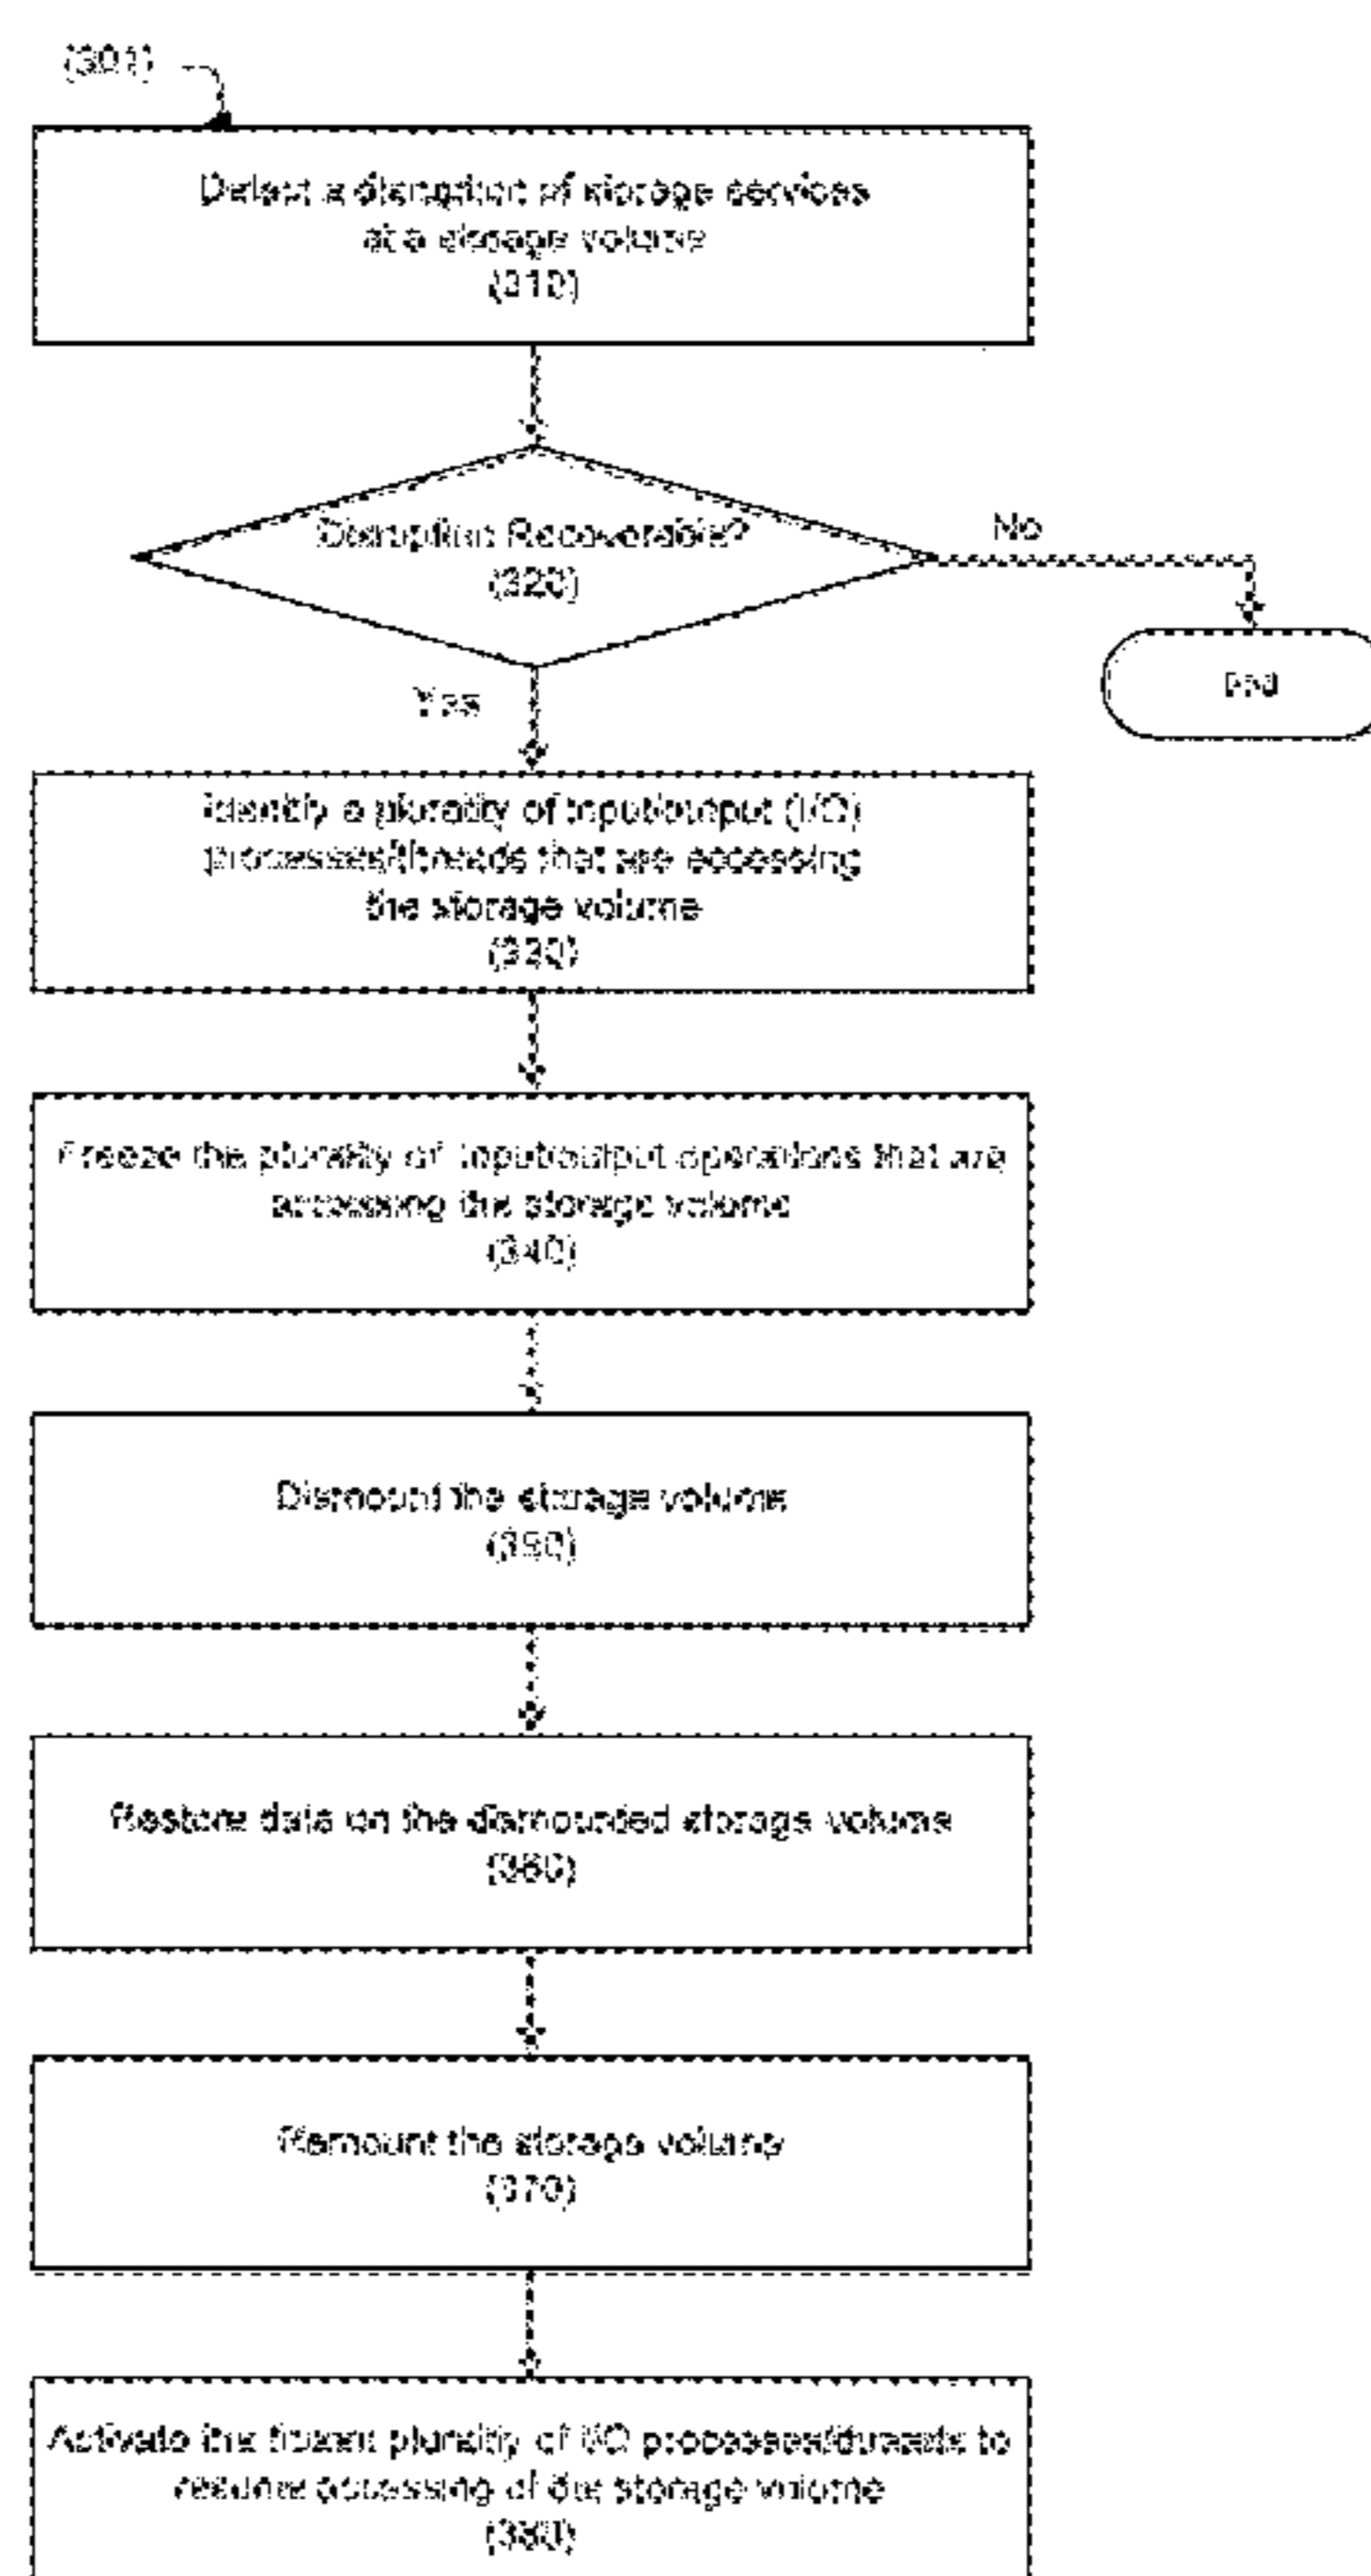 (301)
Detect a disruption of storage services
at a storage volume
(310)
Disruption Recoverable?
(320)
No
End
Yes
Identify a plurality of input/output (I/O)
processes/threads that are accessing
the storage volume
(330)
Freeze the plurality of input/output operations that are
accessing the storage volume
(340)
Dismount the storage volume
(350)
Restore data on the dismounted storage volume
(360)
Remount the storage volume
(370)
Activate the frozen plurality of I/O processes/threads to
resume accessing of the storage volume
(380)